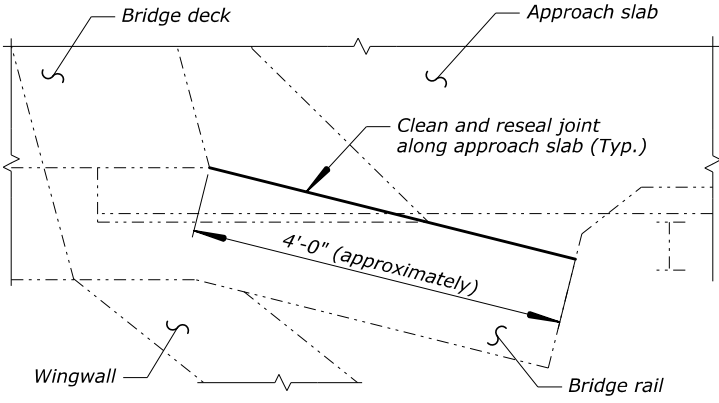 Bridge deck
Approach slab
Clean and reseal joint
along approach slab (Typ.)
4'-0" (approximately)
Wingwall
Bridge rail